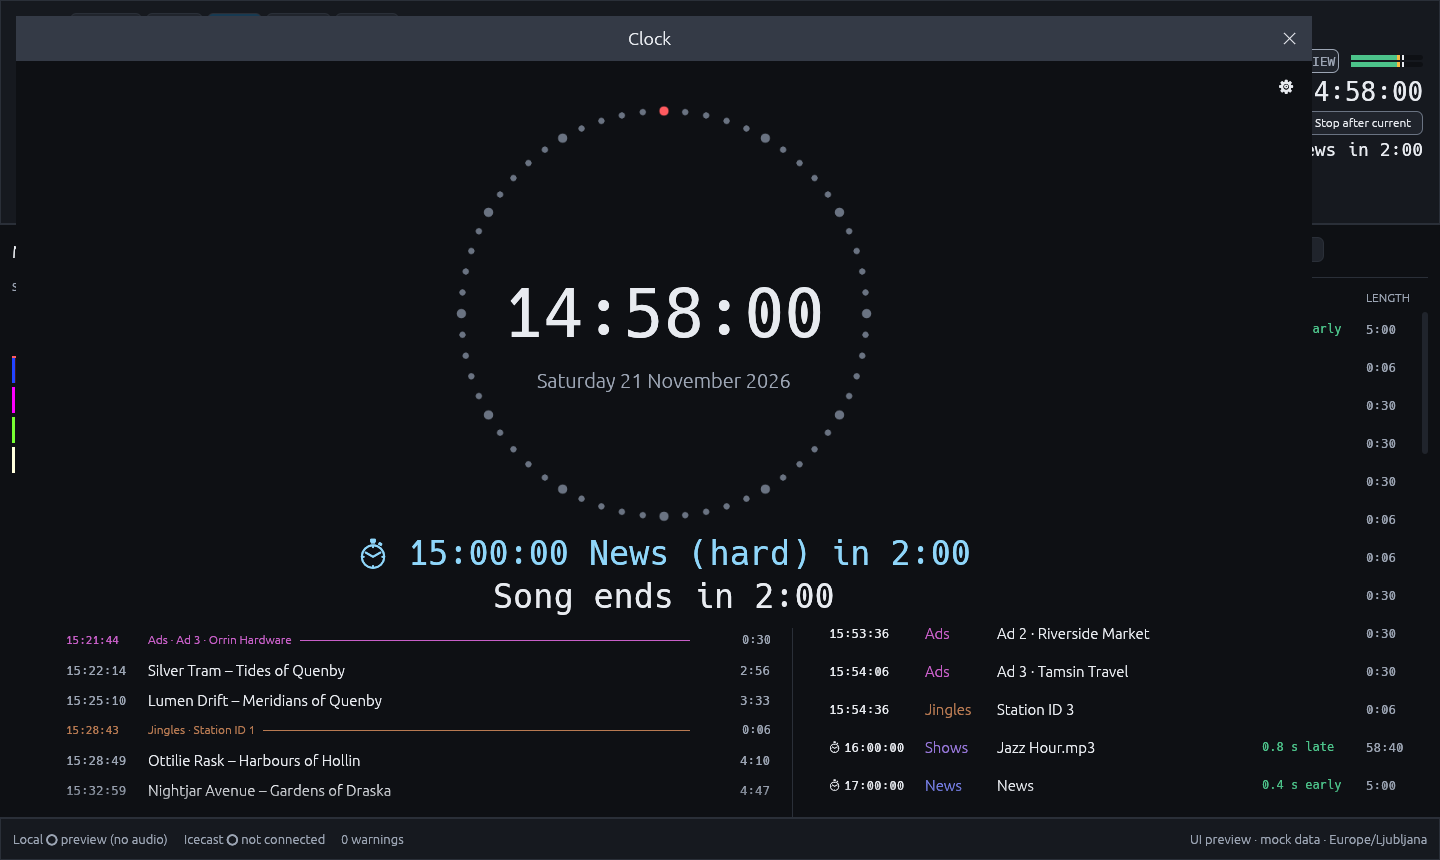 Clock
14:58:00
Saturday 21 November 2026
15:00:00 News (hard) in 2:00
Song ends in 2:00
4:58:00
Stop after current
in 2:00
LENGTH
early 5:00
0:06
0:30
0:30
0:30
0:06
0:06
0:30
15:21:44 Ads · Ad 3 · Orrin Hardware 0:30
15:22:14 Silver Tram – Tides of Quenby 2:56
15:25:10 Lumen Drift – Meridians of Quenby 3:33
15:28:43 Jingles · Station ID 1 0:06
15:28:49 Ottilie Rask – Harbours of Hollin 4:10
15:32:59 Nightjar Avenue – Gardens of Draska 4:47
15:53:36 Ads Ad 2 · Riverside Market 0:30
15:54:06 Ads Ad 3 · Tamsin Travel 0:30
15:54:36 Jingles Station ID 3 0:06
16:00:00 Shows Jazz Hour.mp3 0.8 s late 58:40
17:00:00 News News 0.4 s early 5:00
Local preview (no audio) Icecast not connected 0 warnings
UI preview · mock data · Europe/Ljubljana